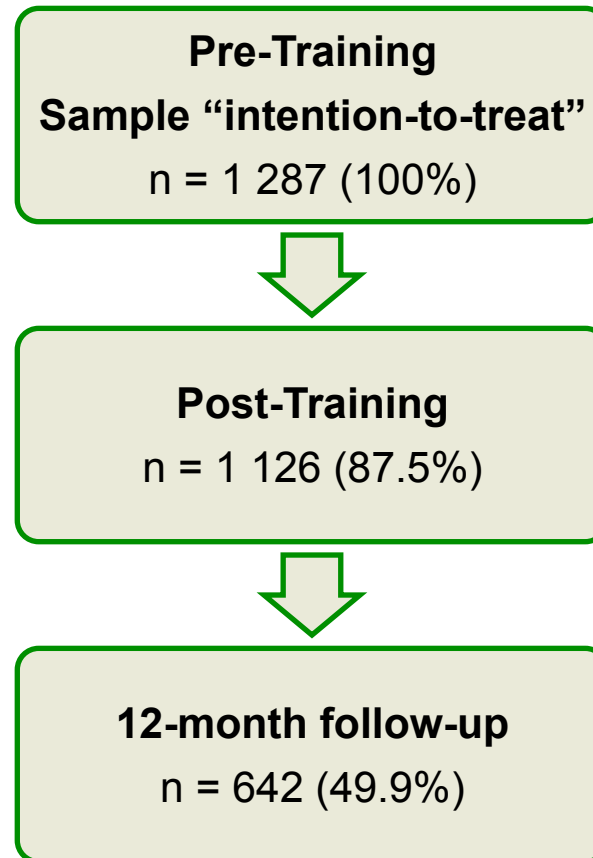 Pre-Training
Sample “intention-to-treat”
n = 1 287 (100%)
Post-Training
n = 1 126 (87.5%)
12-month follow-up
n = 642 (49.9%)